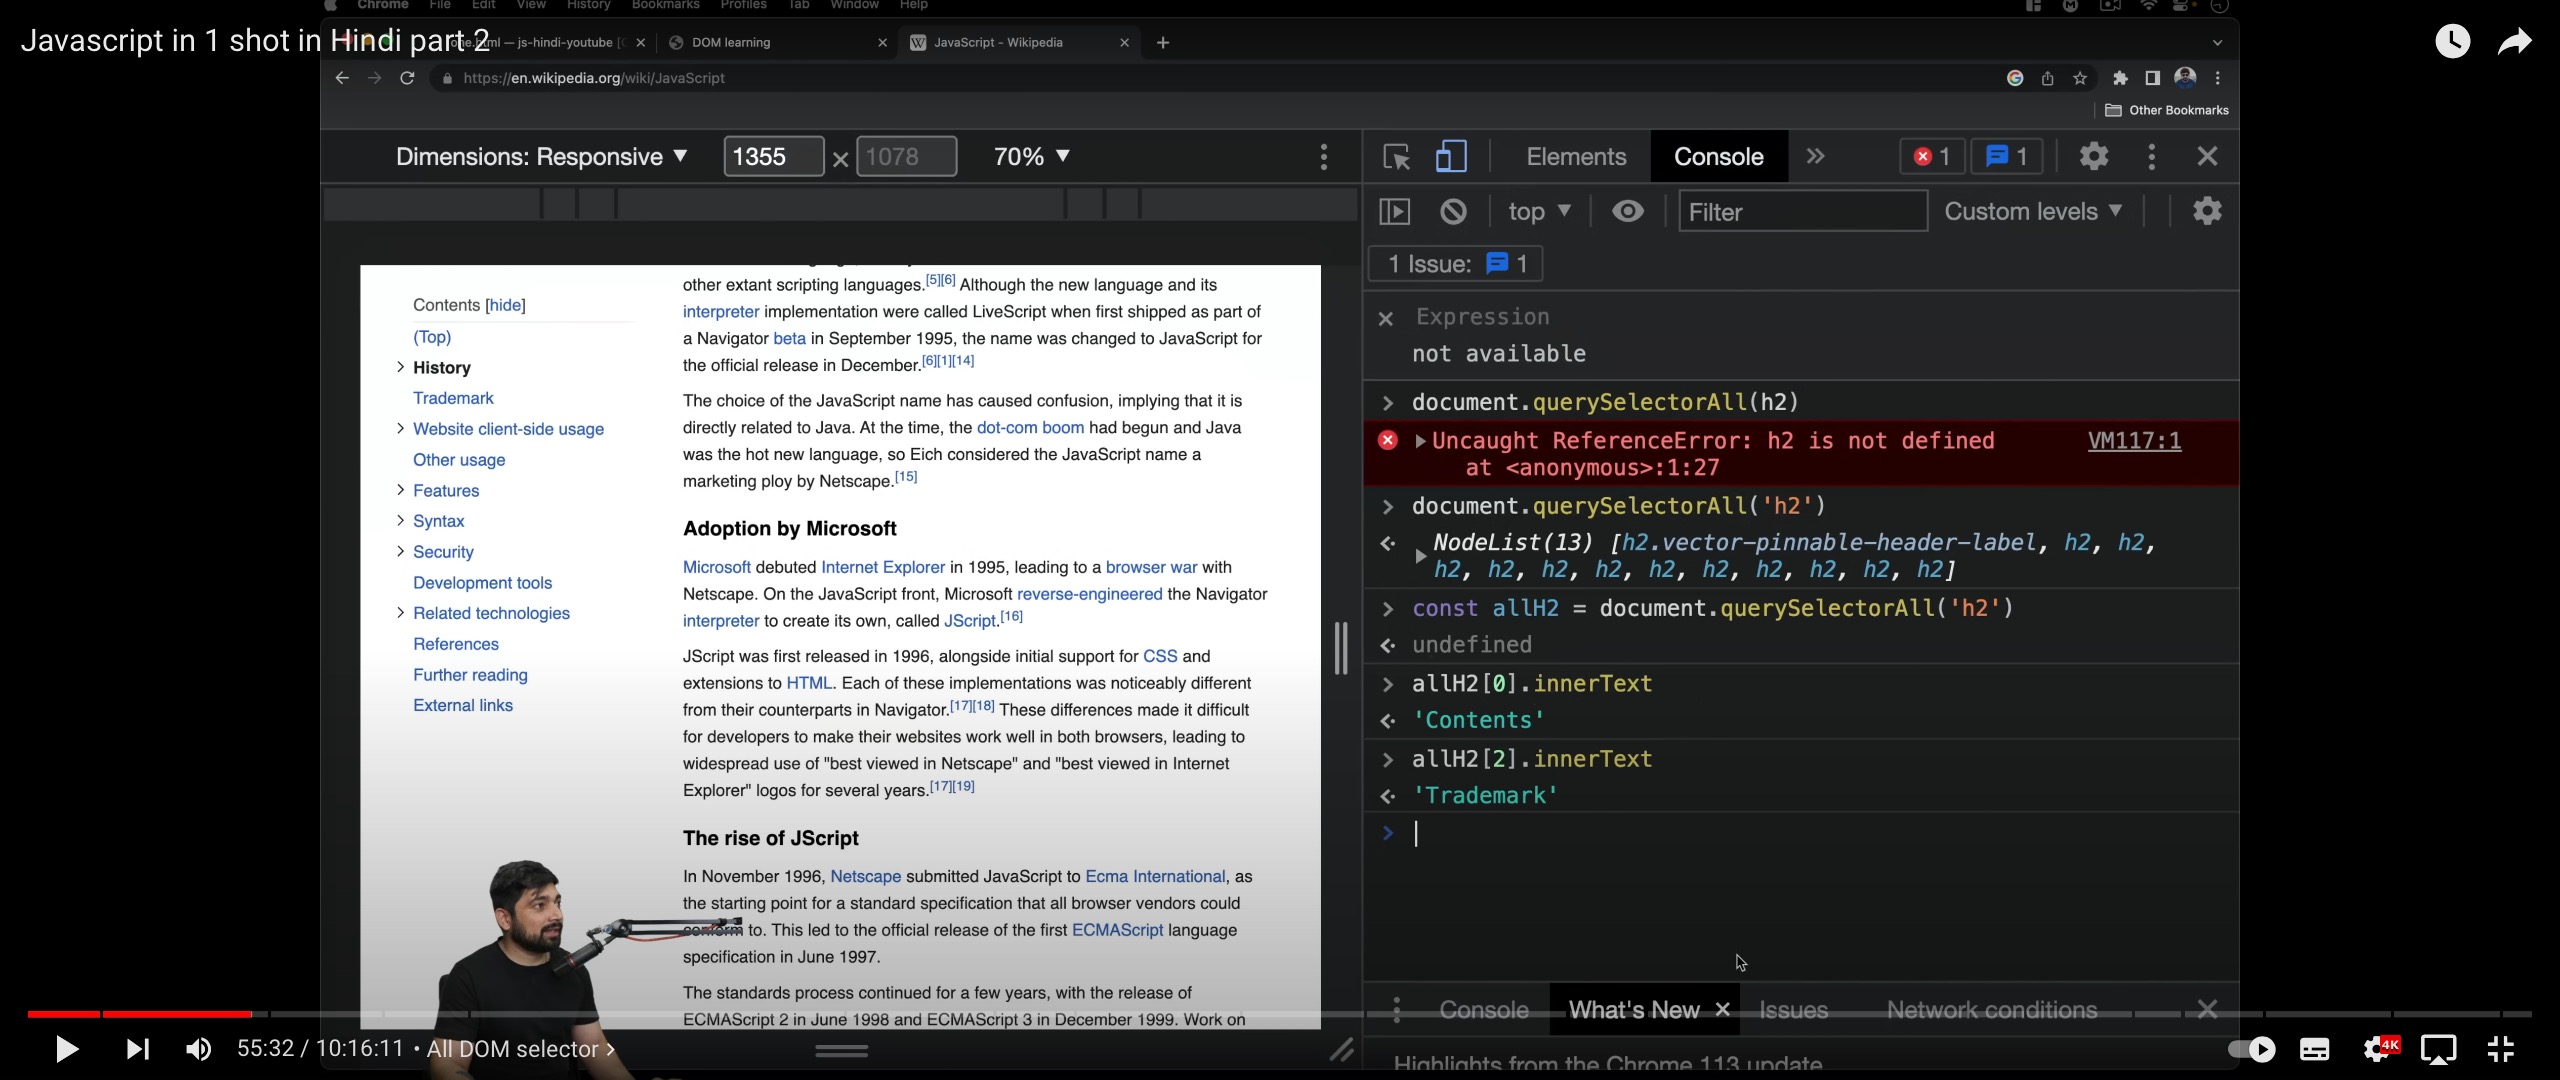 Chrome File Edit View History Bookmarks Profiles Tab Window Help
Javascript in 1 shot in Hindi part 2
js-hindi-youtube
DOM learning
JavaScript - Wikipedia
https://en.wikipedia.org/wiki/JavaScript
Other Bookmarks
Dimensions: Responsive ▼ 1355 × 1078 70% ▼
Elements Console » 1 1
top ▼ Filter Custom levels ▼
1 Issue: 1
Contents [hide]
(Top)
History
Trademark
Website client-side usage
Other usage
Features
Syntax
Security
Development tools
Related technologies
References
Further reading
External links
other extant scripting languages.[5][6] Although the new language and its
interpreter implementation were called LiveScript when first shipped as part of
a Navigator beta in September 1995, the name was changed to JavaScript for
the official release in December.[6][1][14]
The choice of the JavaScript name has caused confusion, implying that it is
directly related to Java. At the time, the dot-com boom had begun and Java
was the hot new language, so Eich considered the JavaScript name a
marketing ploy by Netscape.[15]
Adoption by Microsoft
Microsoft debuted Internet Explorer in 1995, leading to a browser war with
Netscape. On the JavaScript front, Microsoft reverse-engineered the Navigator
interpreter to create its own, called JScript.[16]
JScript was first released in 1996, alongside initial support for CSS and
extensions to HTML. Each of these implementations was noticeably different
from their counterparts in Navigator.[17][18] These differences made it difficult
for developers to make their websites work well in both browsers, leading to
widespread use of "best viewed in Netscape" and "best viewed in Internet
Explorer" logos for several years.[17][19]
The rise of JScript
In November 1996, Netscape submitted JavaScript to Ecma International, as
the starting point for a standard specification that all browser vendors could
conform to. This led to the official release of the first ECMAScript language
specification in June 1997.
The standards process continued for a few years, with the release of
ECMAScript 2 in June 1998 and ECMAScript 3 in December 1999. Work on
Expression
not available
> document.querySelectorAll(h2)
Uncaught ReferenceError: h2 is not defined VM117:1
at <anonymous>:1:27
> document.querySelectorAll('h2')
NodeList(13) [h2.vector-pinnable-header-label, h2, h2,
h2, h2, h2, h2, h2, h2, h2, h2, h2, h2]
> const allH2 = document.querySelectorAll('h2')
undefined
> allH2[0].innerText
'Contents'
> allH2[2].innerText
'Trademark'
>
Console What's New × Issues Network conditions
Highlights from the Chrome 113 update
55:32 / 10:16:11 • All DOM selector >
4K